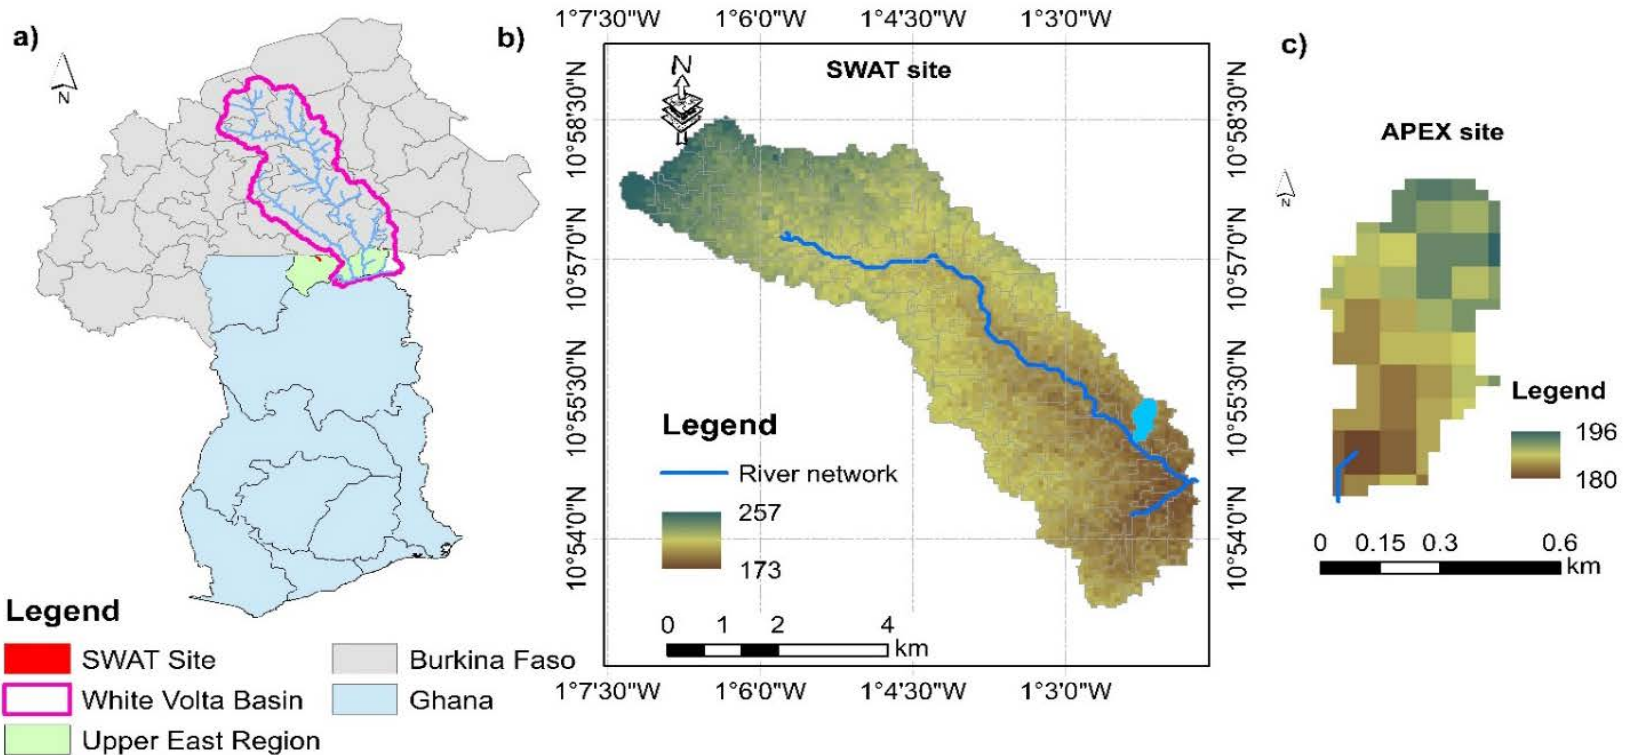 a)
N
Legend
SWAT Site
White Volta Basin
Upper East Region
Burkina Faso
Ghana
b)
1°7'30"W 1°6'0"W 1°4'30"W 1°3'0"W
SWAT site
N
10°58'30"N
10°57'0"N
10°55'30"N
10°54'0"N
10°58'30"N
10°57'0"N
10°55'30"N
10°54'0"N
Legend
River network
257
173
0 1 2 4
km
1°7'30"W 1°6'0"W 1°4'30"W 1°3'0"W
c)
APEX site
N
Legend
196
180
0 0.15 0.3 0.6
km